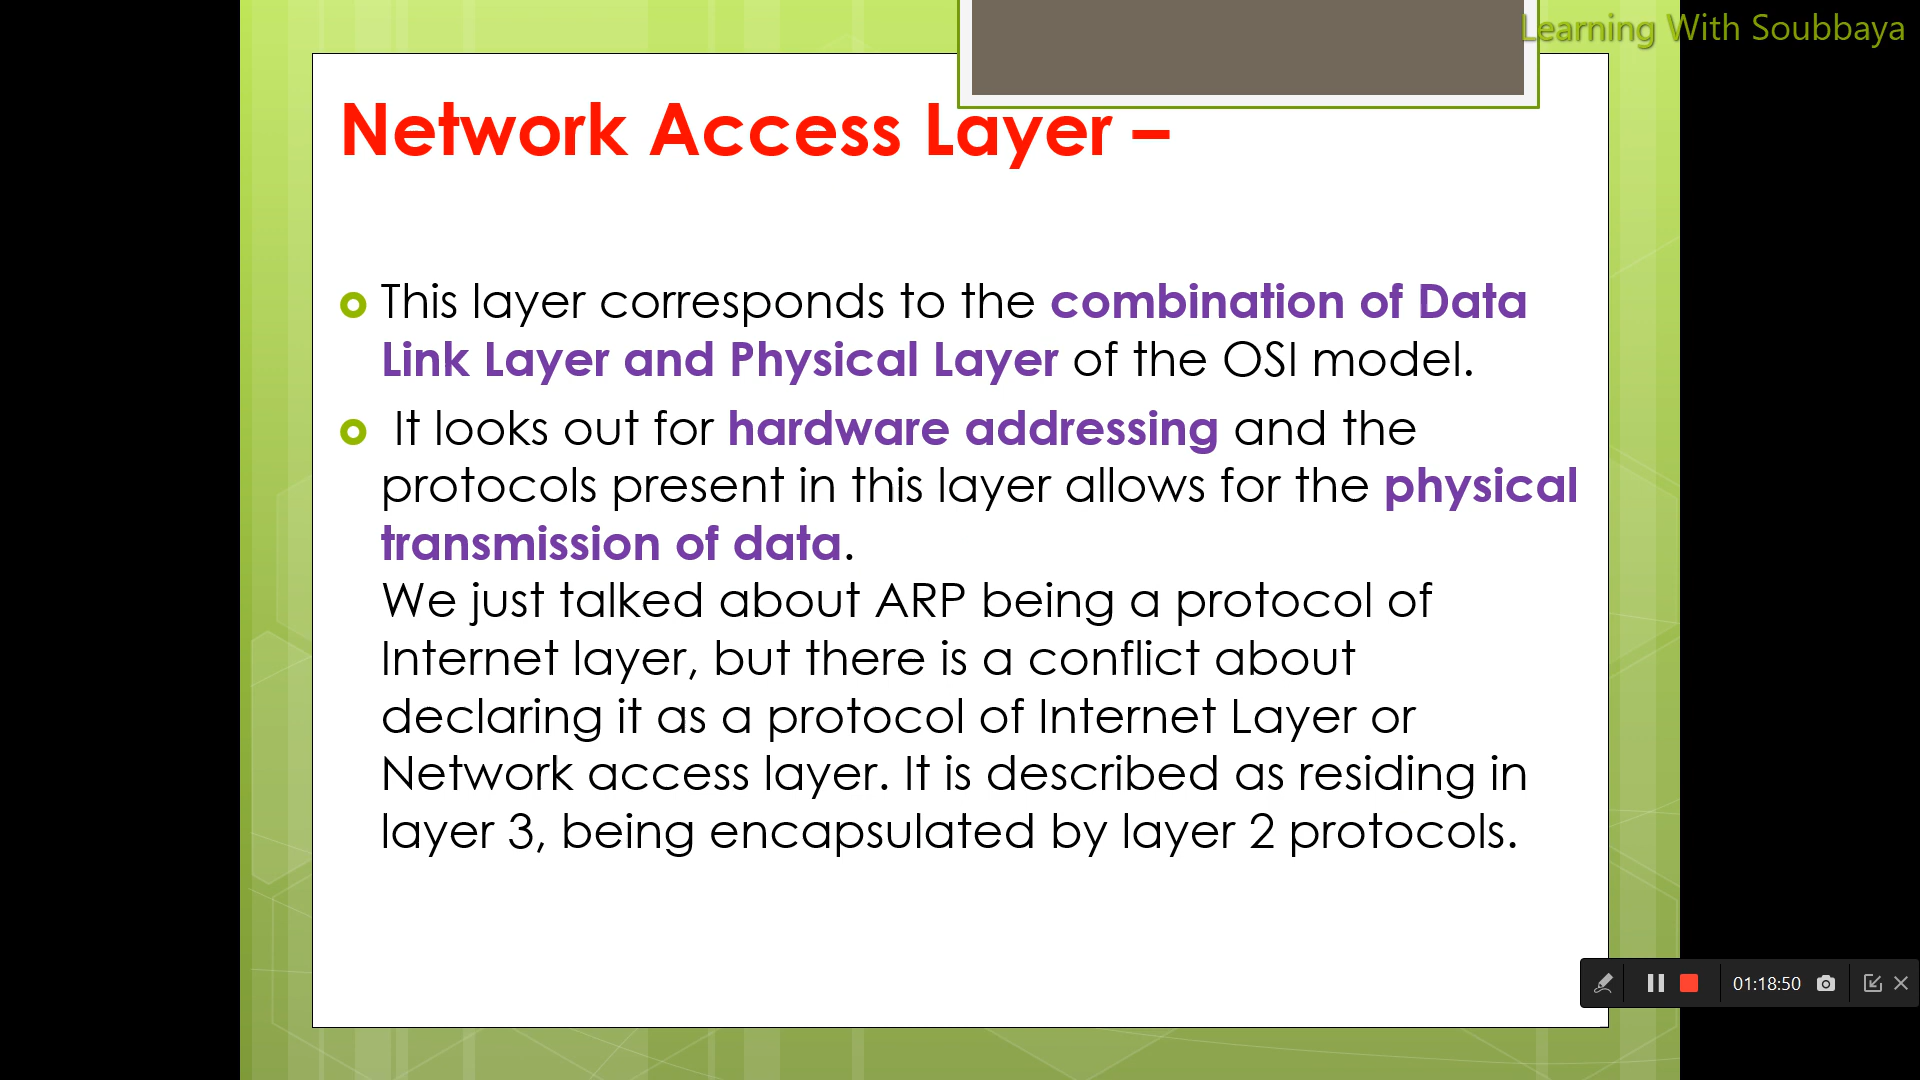 Learning With Soubbaya
Network Access Layer –
This layer corresponds to the combination of Data
Link Layer and Physical Layer of the OSI model.
It looks out for hardware addressing and the
protocols present in this layer allows for the physical
transmission of data.
We just talked about ARP being a protocol of
Internet layer, but there is a conflict about
declaring it as a protocol of Internet Layer or
Network access layer. It is described as residing in
layer 3, being encapsulated by layer 2 protocols.
01:18:50